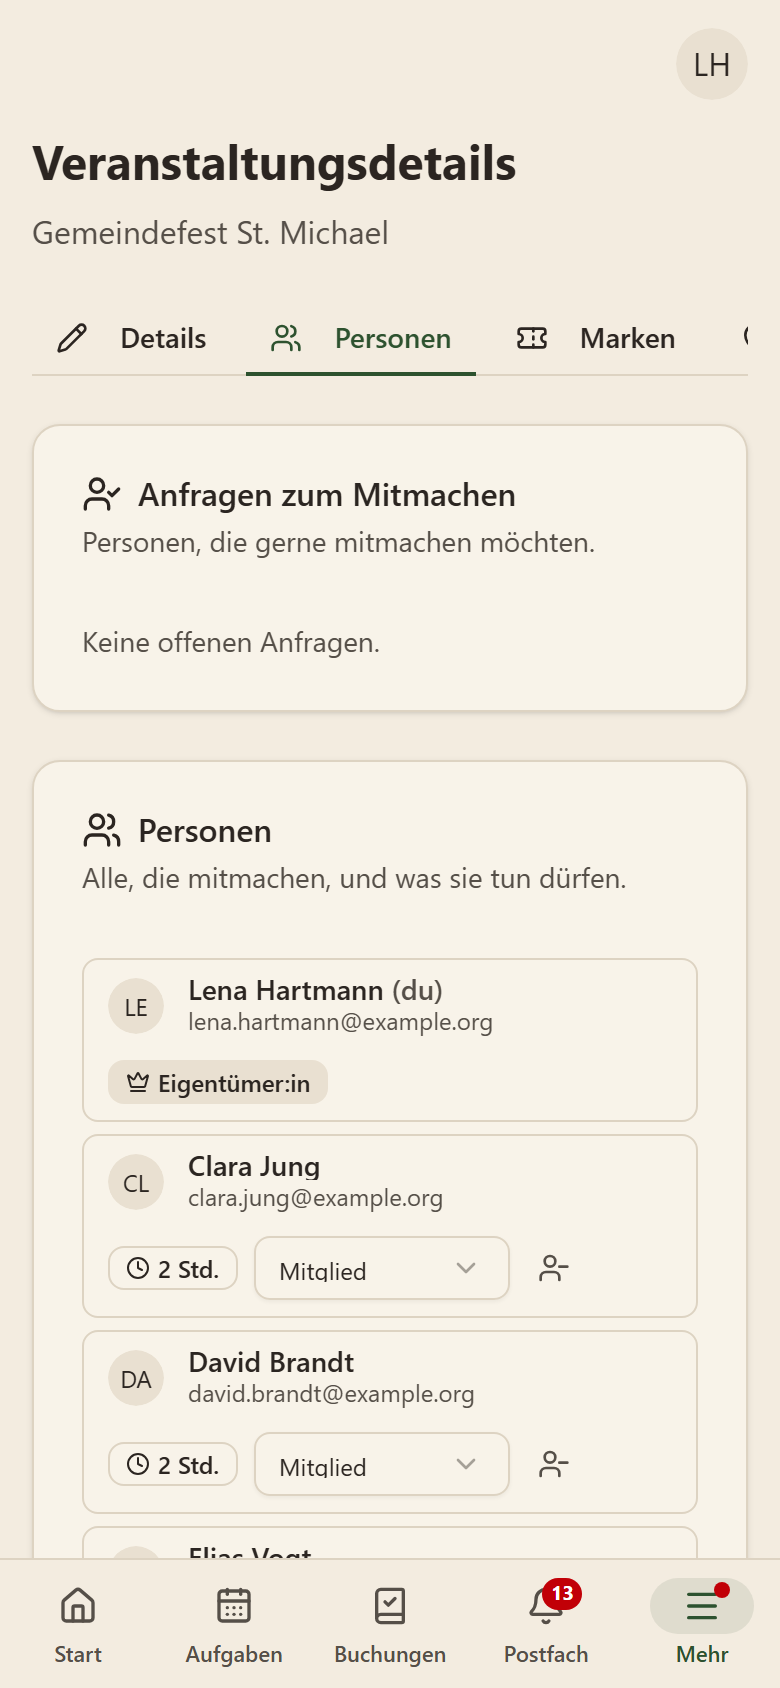 LH
Veranstaltungsdetails
Gemeindefest St. Michael
Details Personen Marken
Anfragen zum Mitmachen
Personen, die gerne mitmachen möchten.
Keine offenen Anfragen.
Personen
Alle, die mitmachen, und was sie tun dürfen.
LE
Lena Hartmann (du)
lena.hartmann@example.org
Eigentümer:in
CL
Clara Jung
clara.jung@example.org
2 Std. Mitglied
DA
David Brandt
david.brandt@example.org
2 Std. Mitglied
Elias Vogt
13
Start Aufgaben Buchungen Postfach Mehr